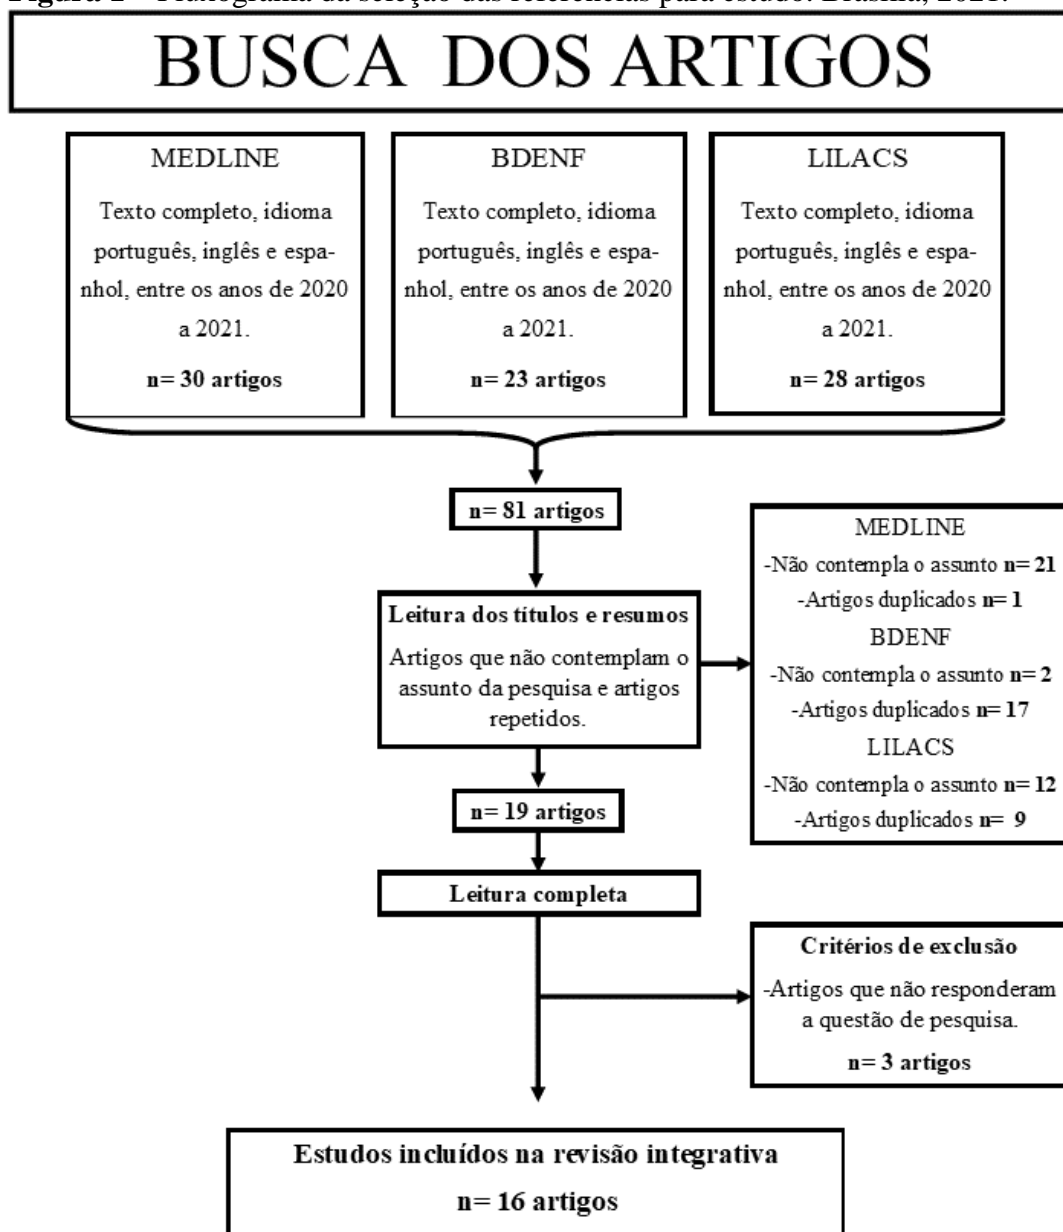 Figura 1 – Fluxograma da seleção das referências para estudo. Brasília, 2021.
BUSCA DOS ARTIGOS
MEDLINE
Texto completo, idioma
português, inglês e espa-
nhol, entre os anos de 2020
a 2021.
n= 30 artigos
BDENF
Texto completo, idioma
português, inglês e espa-
nhol, entre os anos de 2020
a 2021.
n= 23 artigos
LILACS
Texto completo, idioma
português, inglês e espa-
nhol, entre os anos de 2020
a 2021.
n= 28 artigos
n= 81 artigos
Leitura dos títulos e resumos
Artigos que não contemplam o
assunto da pesquisa e artigos
repetidos.
MEDLINE
-Não contempla o assunto n= 21
-Artigos duplicados n= 1
BDENF
-Não contempla o assunto n= 2
-Artigos duplicados n= 17
LILACS
-Não contempla o assunto n= 12
-Artigos duplicados n= 9
n= 19 artigos
Leitura completa
Critérios de exclusão
-Artigos que não responderam
a questão de pesquisa.
n= 3 artigos
Estudos incluídos na revisão integrativa
n= 16 artigos